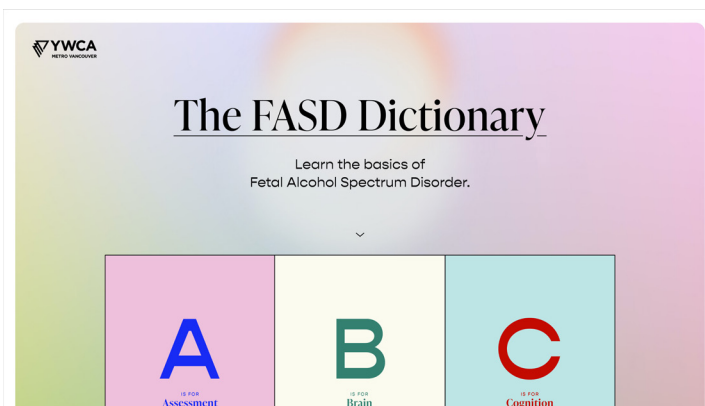 YWCA
METRO VANCOUVER
The FASD Dictionary
Learn the basics of
Fetal Alcohol Spectrum Disorder.
A
IS FOR
Assessment
B
IS FOR
Brain
C
IS FOR
Cognition